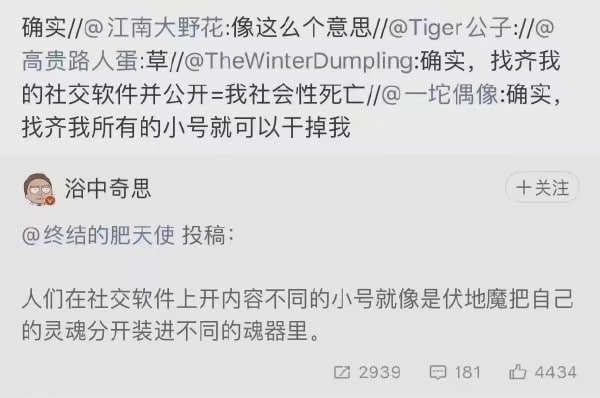 确实//@江南大野花:像这么个意思//@Tiger公子://@
高贵路人蛋:草//@TheWinterDumpling:确实，找齐我
的社交软件并公开=我社会性死亡//@一坨偶像:确实，
找齐我所有的小号就可以干掉我
浴中奇思
+关注
@终结的肥天使 投稿：
人们在社交软件上开内容不同的小号就像是伏地魔把自己
的灵魂分开装进不同的魂器里。
2939 181 4434